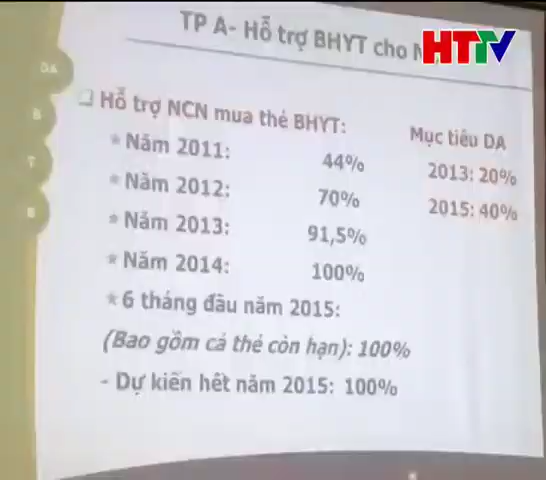 TP A- Hỗ trợ BHYT cho
HTTV
❑ Hỗ trợ NCN mua thẻ BHYT:
Mục tiêu DA
* Năm 2011: 44%
2013: 20%
* Năm 2012: 70%
2015: 40%
* Năm 2013: 91,5%
* Năm 2014: 100%
* 6 tháng đầu năm 2015:
(Bao gồm cả thẻ còn hạn): 100%
- Dự kiến hết năm 2015: 100%